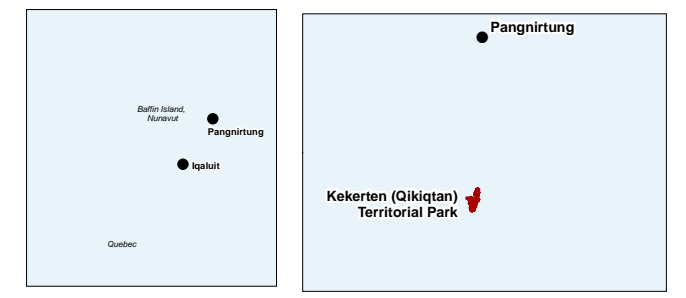 Baffin Island,
Nunavut
Pangnirtung
Iqaluit
Quebec
Pangnirtung
Kekerten (Qikiqtan)
Territorial Park